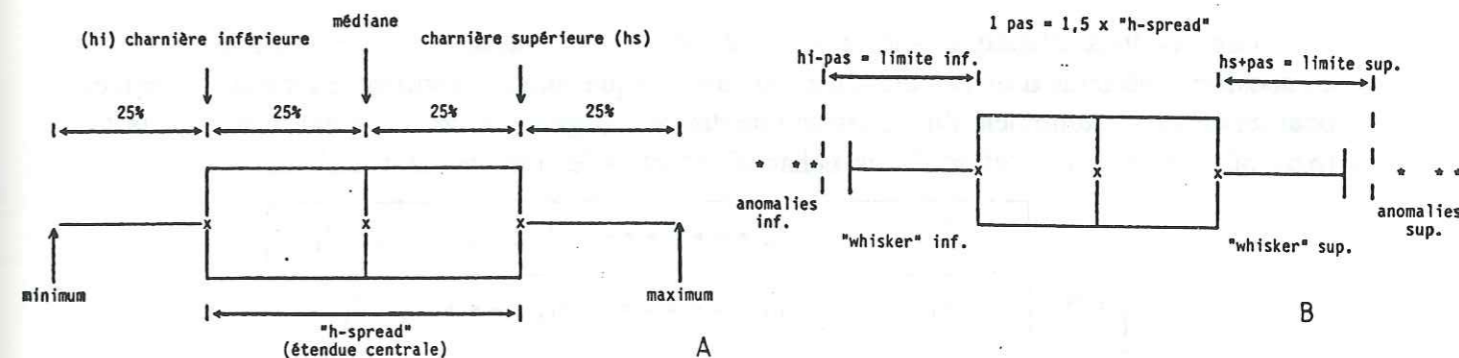 médiane
(hi) charnière inférieure
charnière supérieure (hs)
25%
25%
25%
25%
x
x
x
minimum
maximum
"h-spread"
(étendue centrale)
A
1 pas = 1,5 x "h-spread"
hi-pas = limite inf.
hs+pas = limite sup.
* **
x
x
x
* **
anomalies
inf.
"whisker" inf.
"whisker" sup.
anomalies
sup.
B